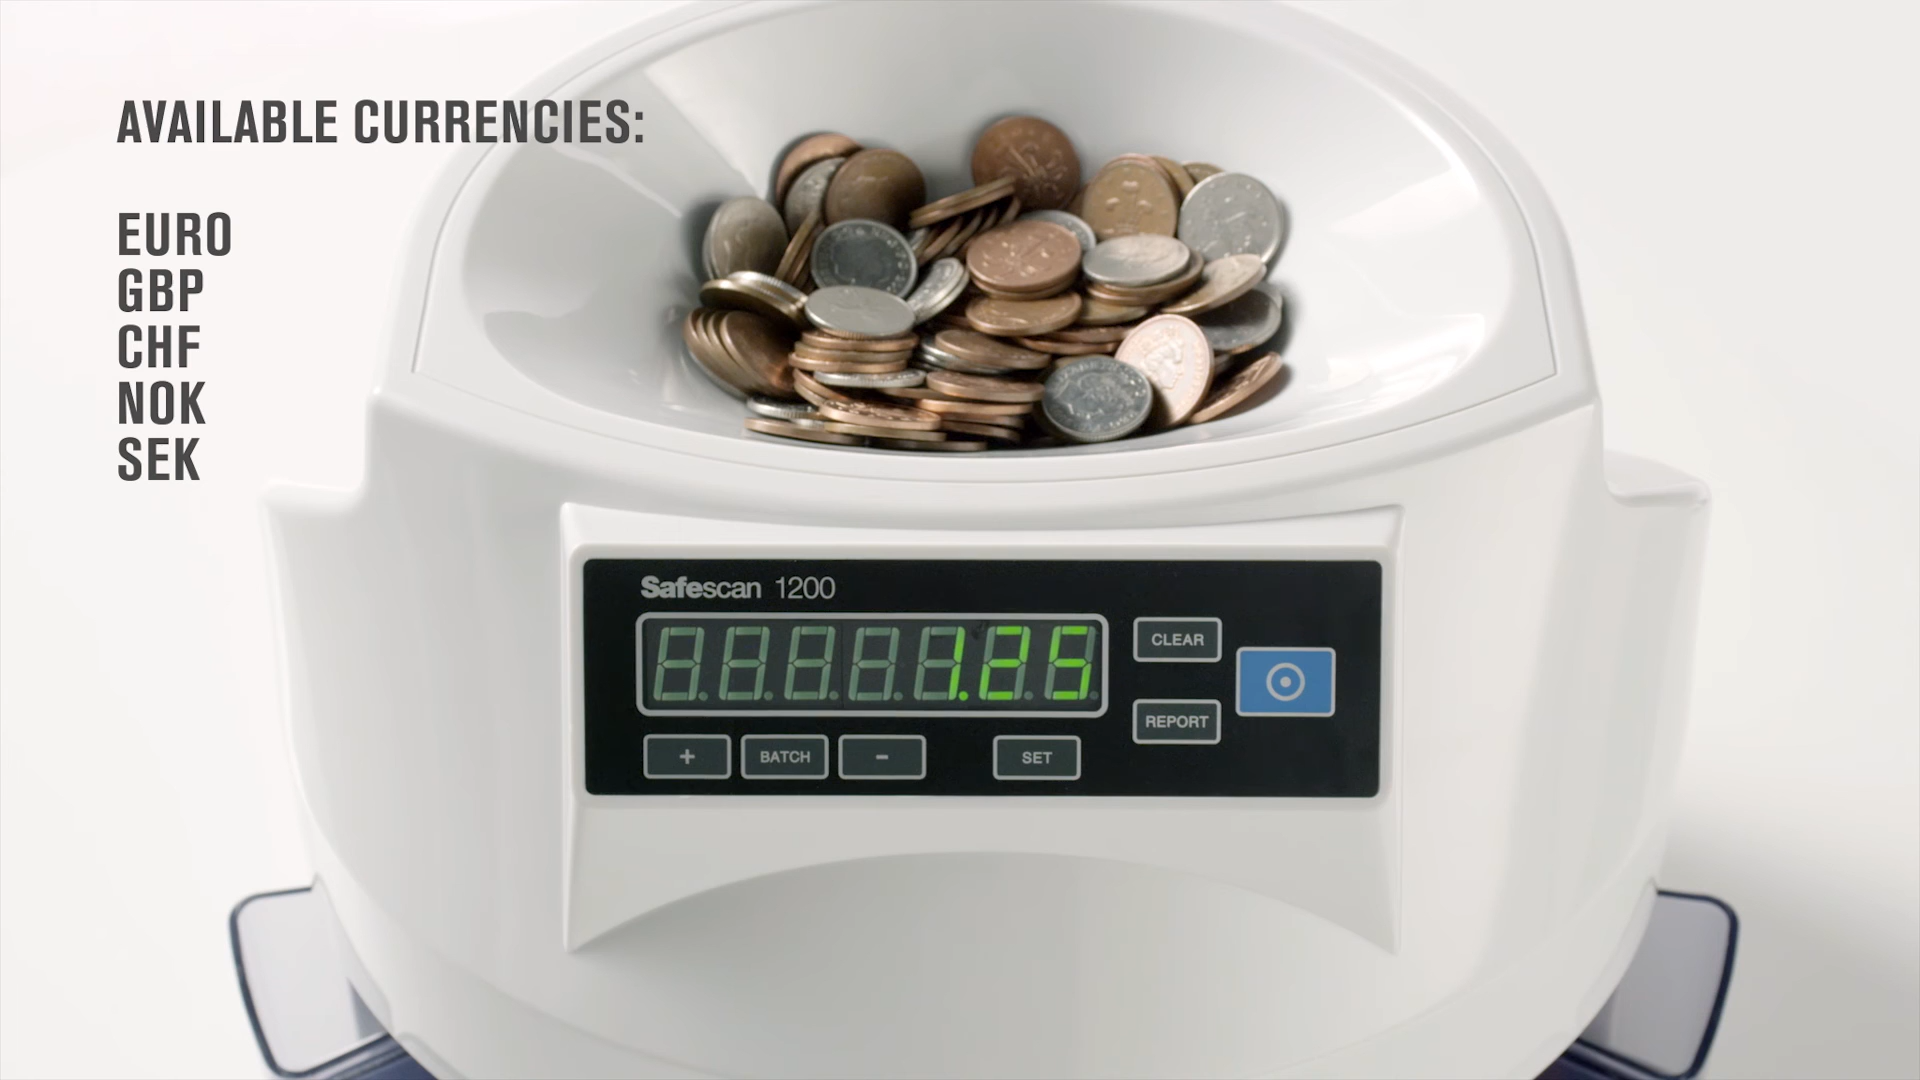 AVAILABLE CURRENCIES:
EURO
GBP
CHF
NOK
SEK
Safescan 1200
1.25
CLEAR
REPORT
+ BATCH - SET